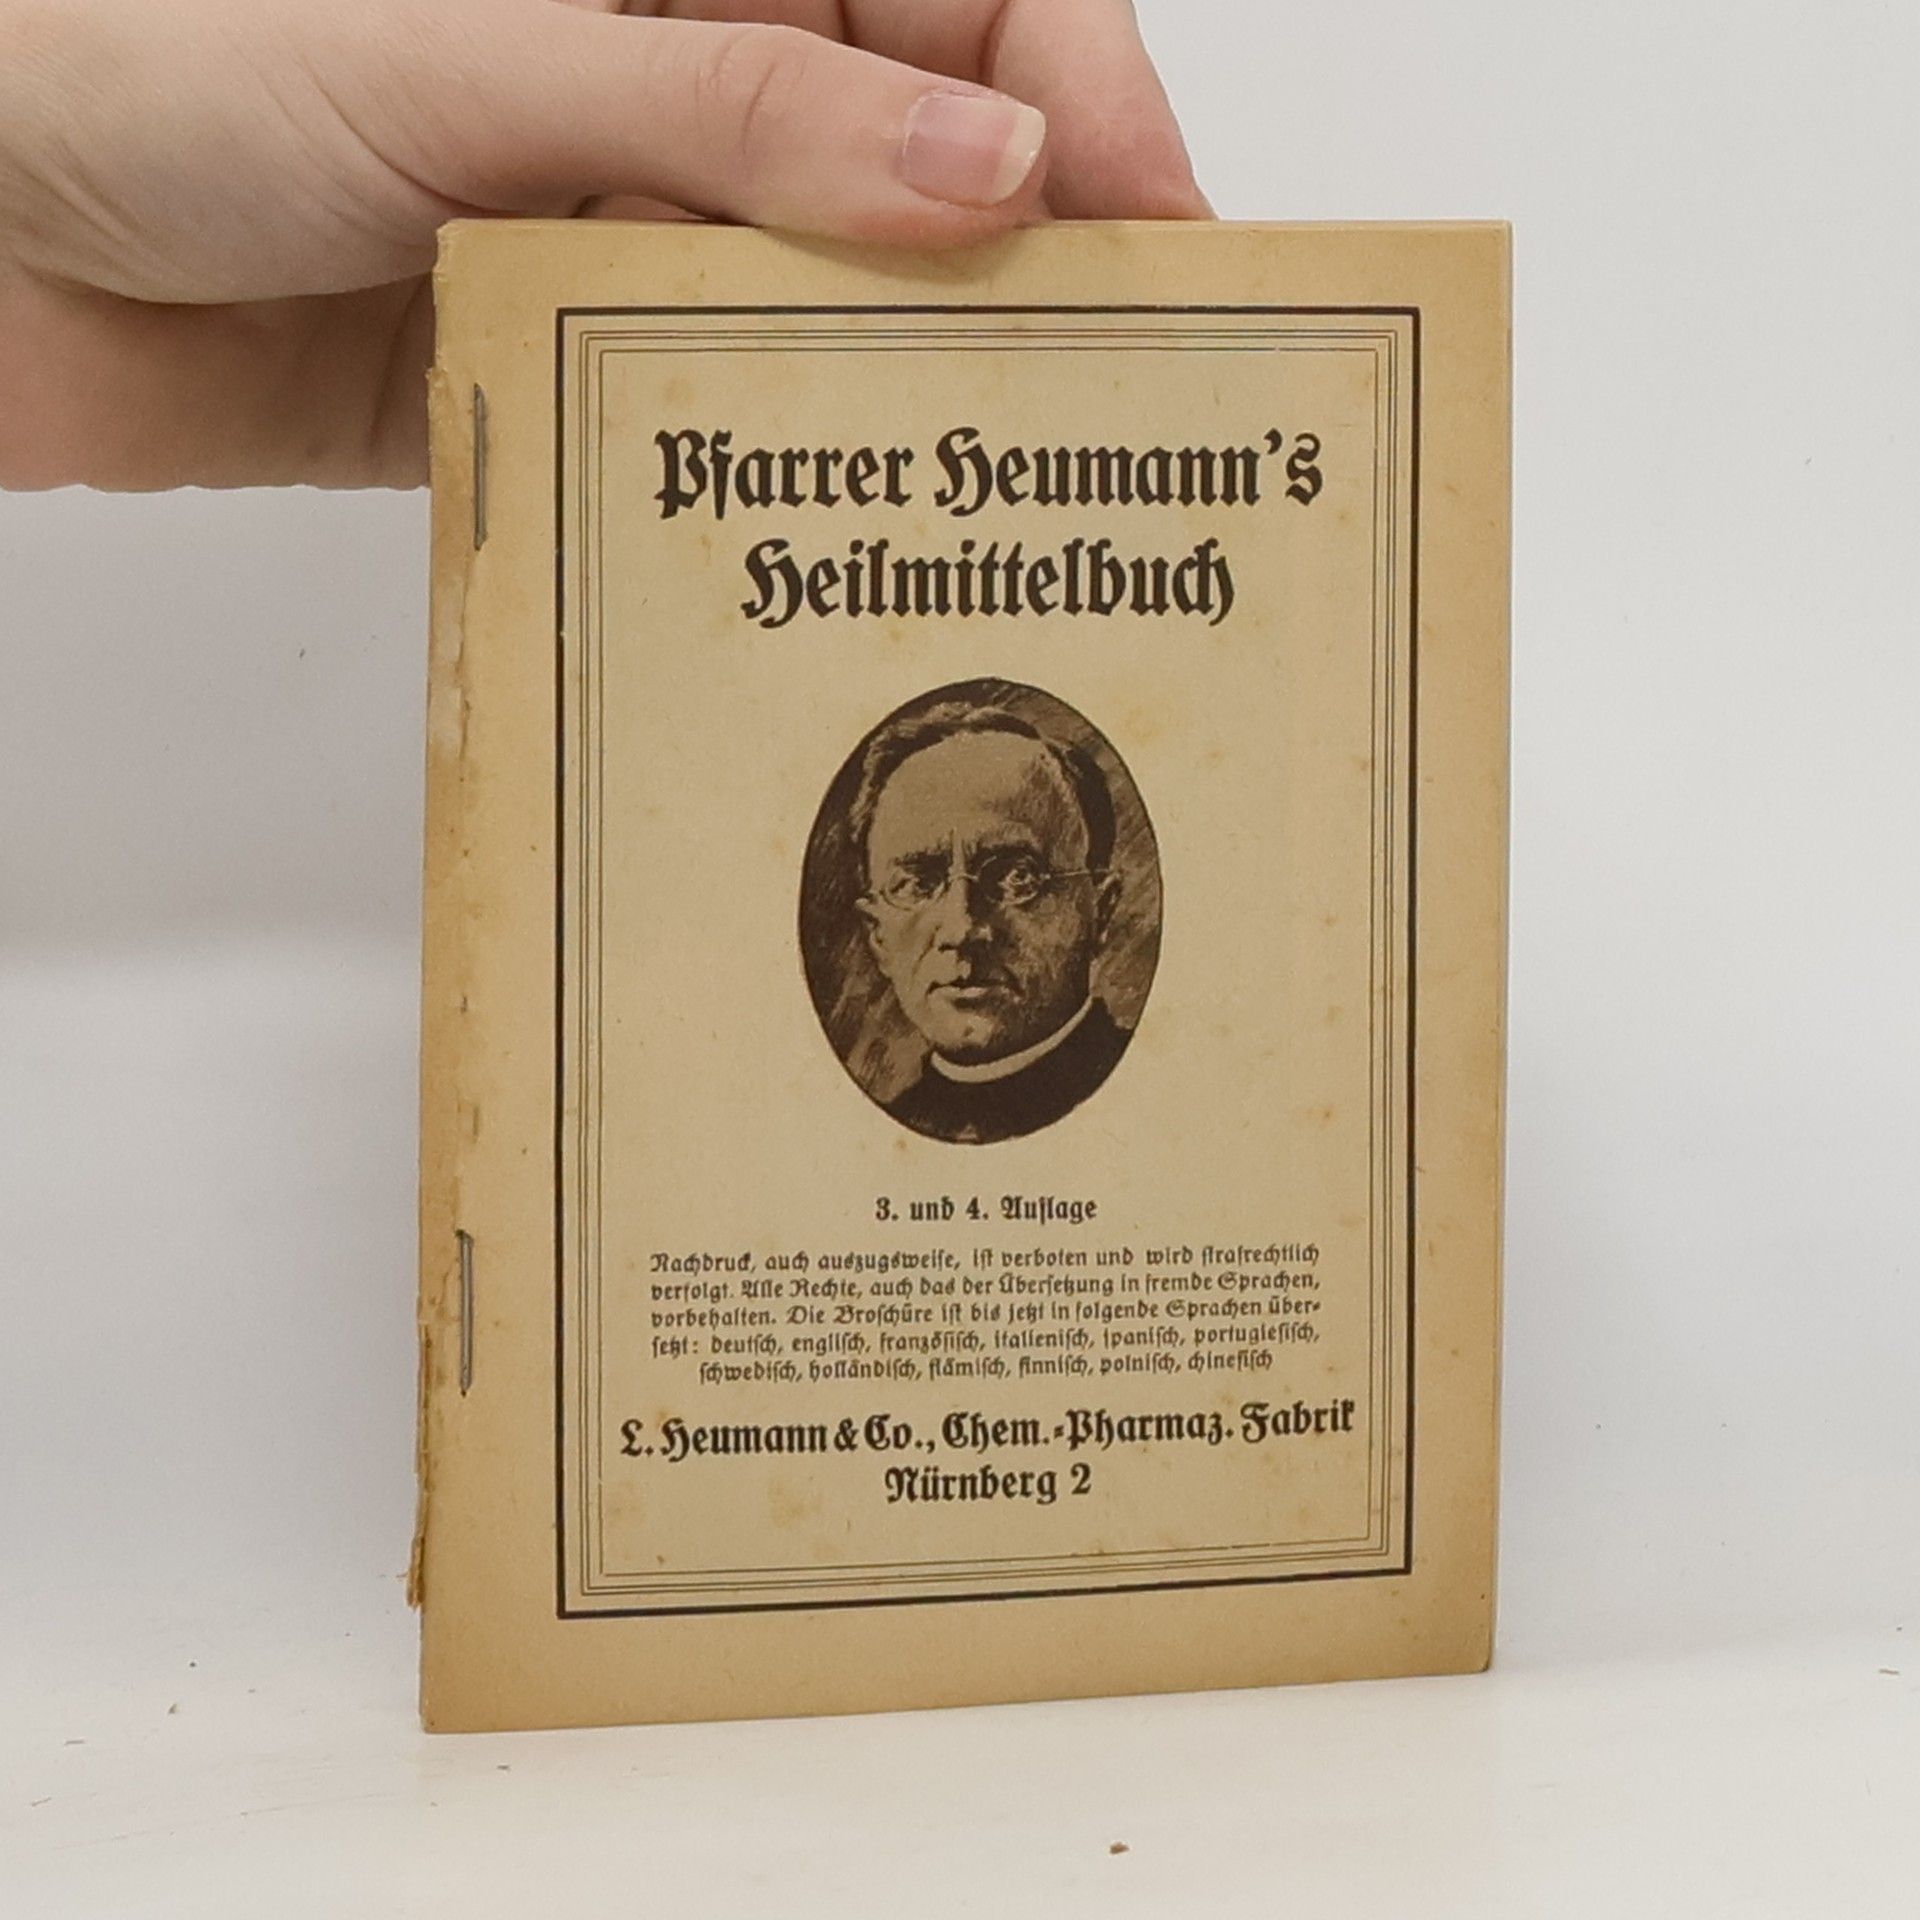 Pfarrer Heumann's
Heilmittelbuch
3. und 4. Auflage
Nachdruck, auch auszugsweise, ist verboten und wird strafrechtlich
verfolgt. Alle Rechte, auch das der Übersetzung in fremde Sprachen,
vorbehalten. Die Broschüre ist bis jetzt in folgende Sprachen über-
setzt: deutsch, englisch, französisch, italienisch, spanisch, portugiesisch,
schwedisch, holländisch, flämisch, finnisch, polnisch, chinesisch
L. Heumann & Co., Chem.-Pharmaz. Fabrik
Nürnberg 2